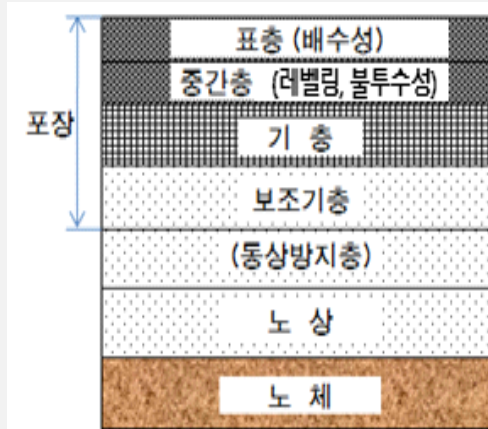 표층 (배수성)
중간층 (레벨링, 불투수성)
포장
기 층
보조기층
(동상방지층)
노 상
노 체